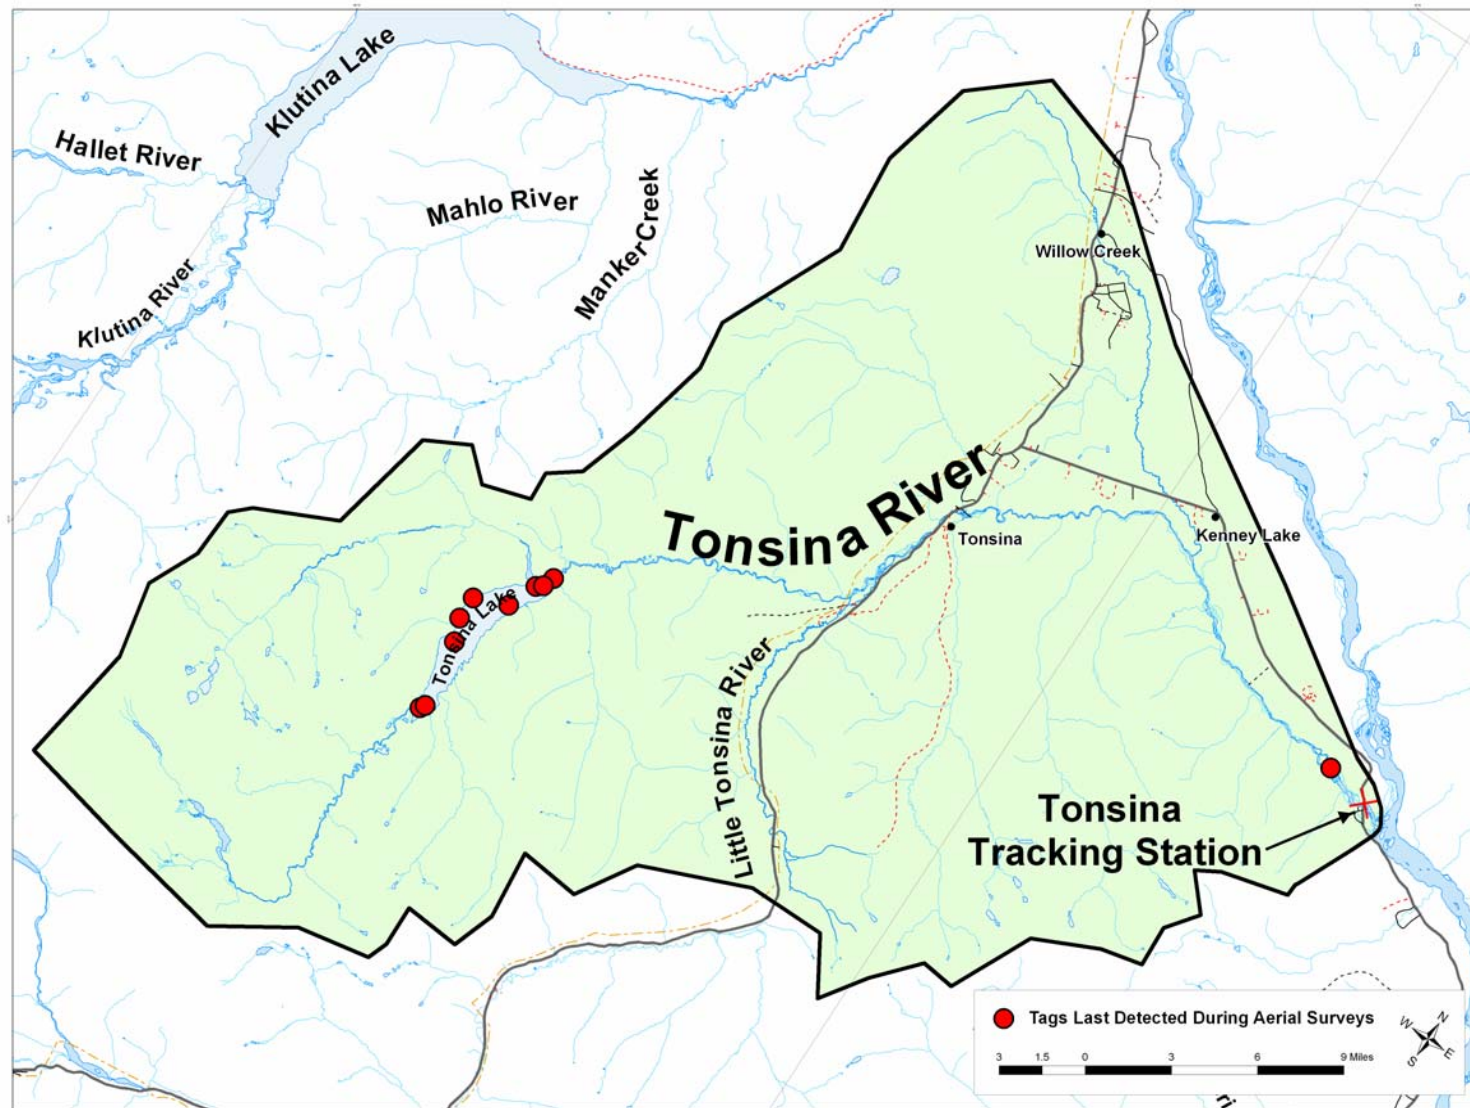 Klutina Lake
Hallet River
Mahlo River
MankerCreek
Klutina River
Willow Creek
Tonsina River
Tonsina
Kenney Lake
Tonsina Lake
Little Tonsina River
Tonsina
Tracking Station
Tags Last Detected During Aerial Surveys
N
W
E
S
3 1.5 0 3 6 9 Miles